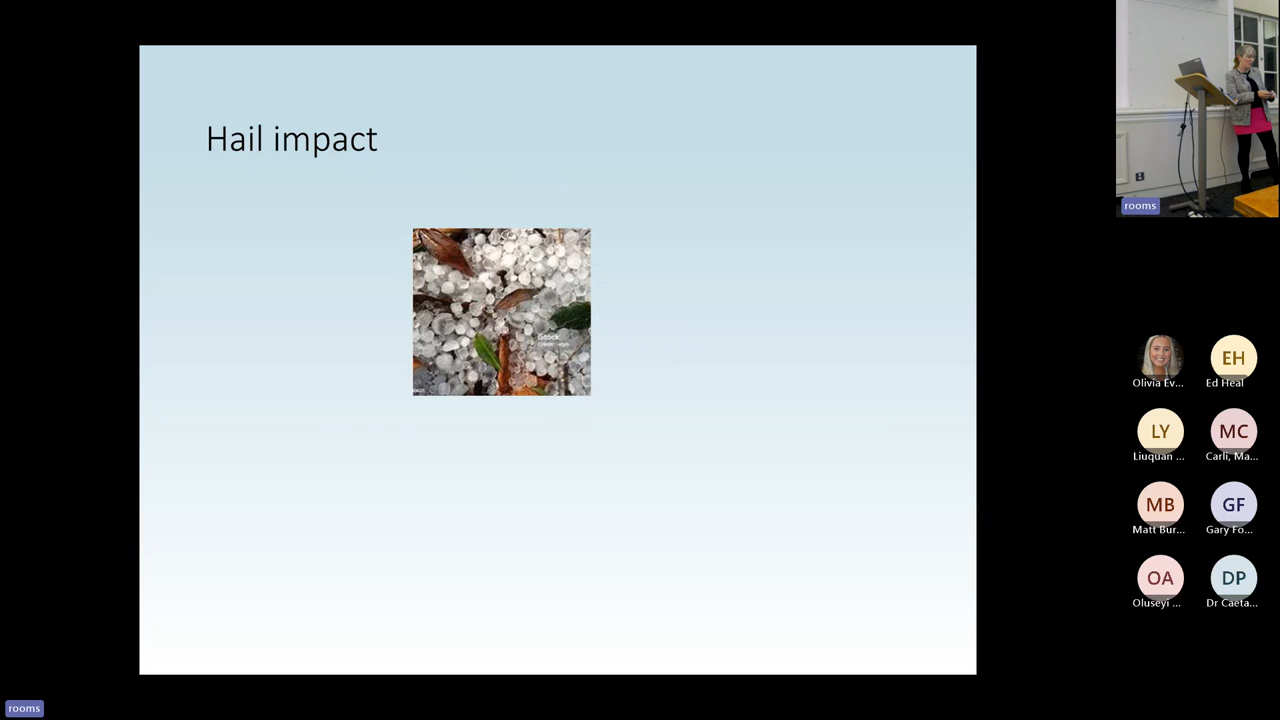 Hail impact
iStock
rooms
Olivia Ev...
Ed Heal
EH
LY
MC
Liuquan ...
Carli, Ma...
MB
GF
Matt Bur...
Gary Fo...
OA
DP
Oluseyi ...
Dr Caeta...
rooms